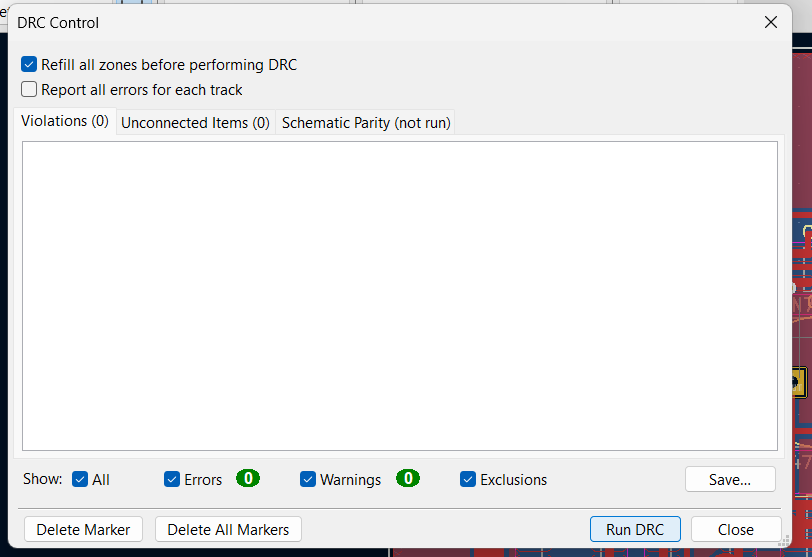 DRC Control
Refill all zones before performing DRC
Report all errors for each track
Violations (0) Unconnected Items (0) Schematic Parity (not run)
Show: All Errors 0 Warnings 0 Exclusions Save...
Delete Marker Delete All Markers Run DRC Close